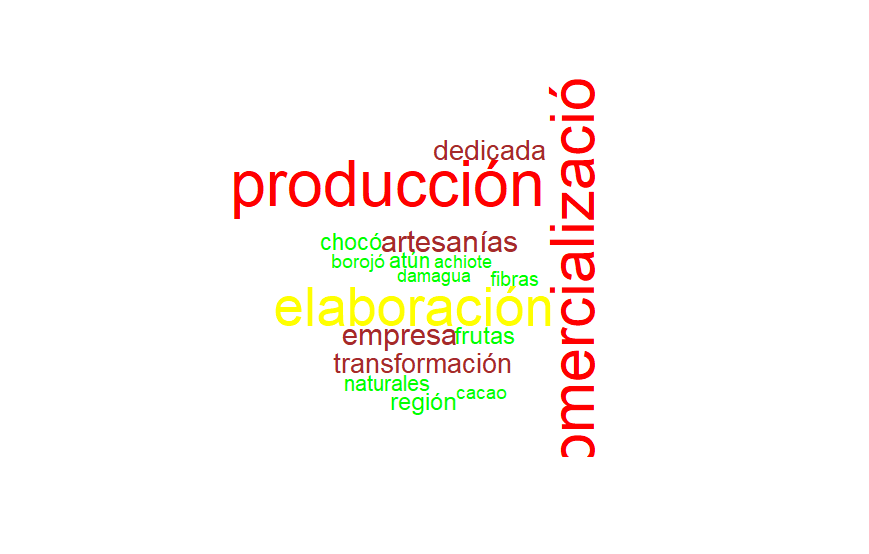 dedicada
producción
chocó artesanías
borojó atún achiote
damagua fibras
elaboración
empresa frutas
transformación
naturales cacao
región
omercializació